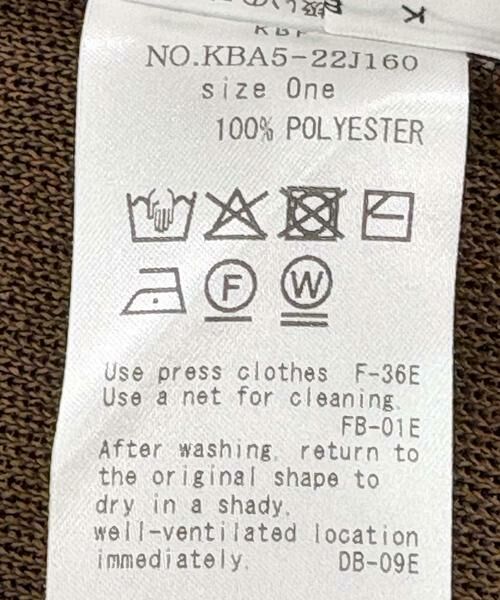 KBF
NO.KBA5-22J160
size One
100% POLYESTER
F
W
Use press clothes F-36E
Use a net for cleaning.
FB-01E
After washing, return to
the original shape to
dry in a shady,
well-ventilated location
immediately. DB-09E